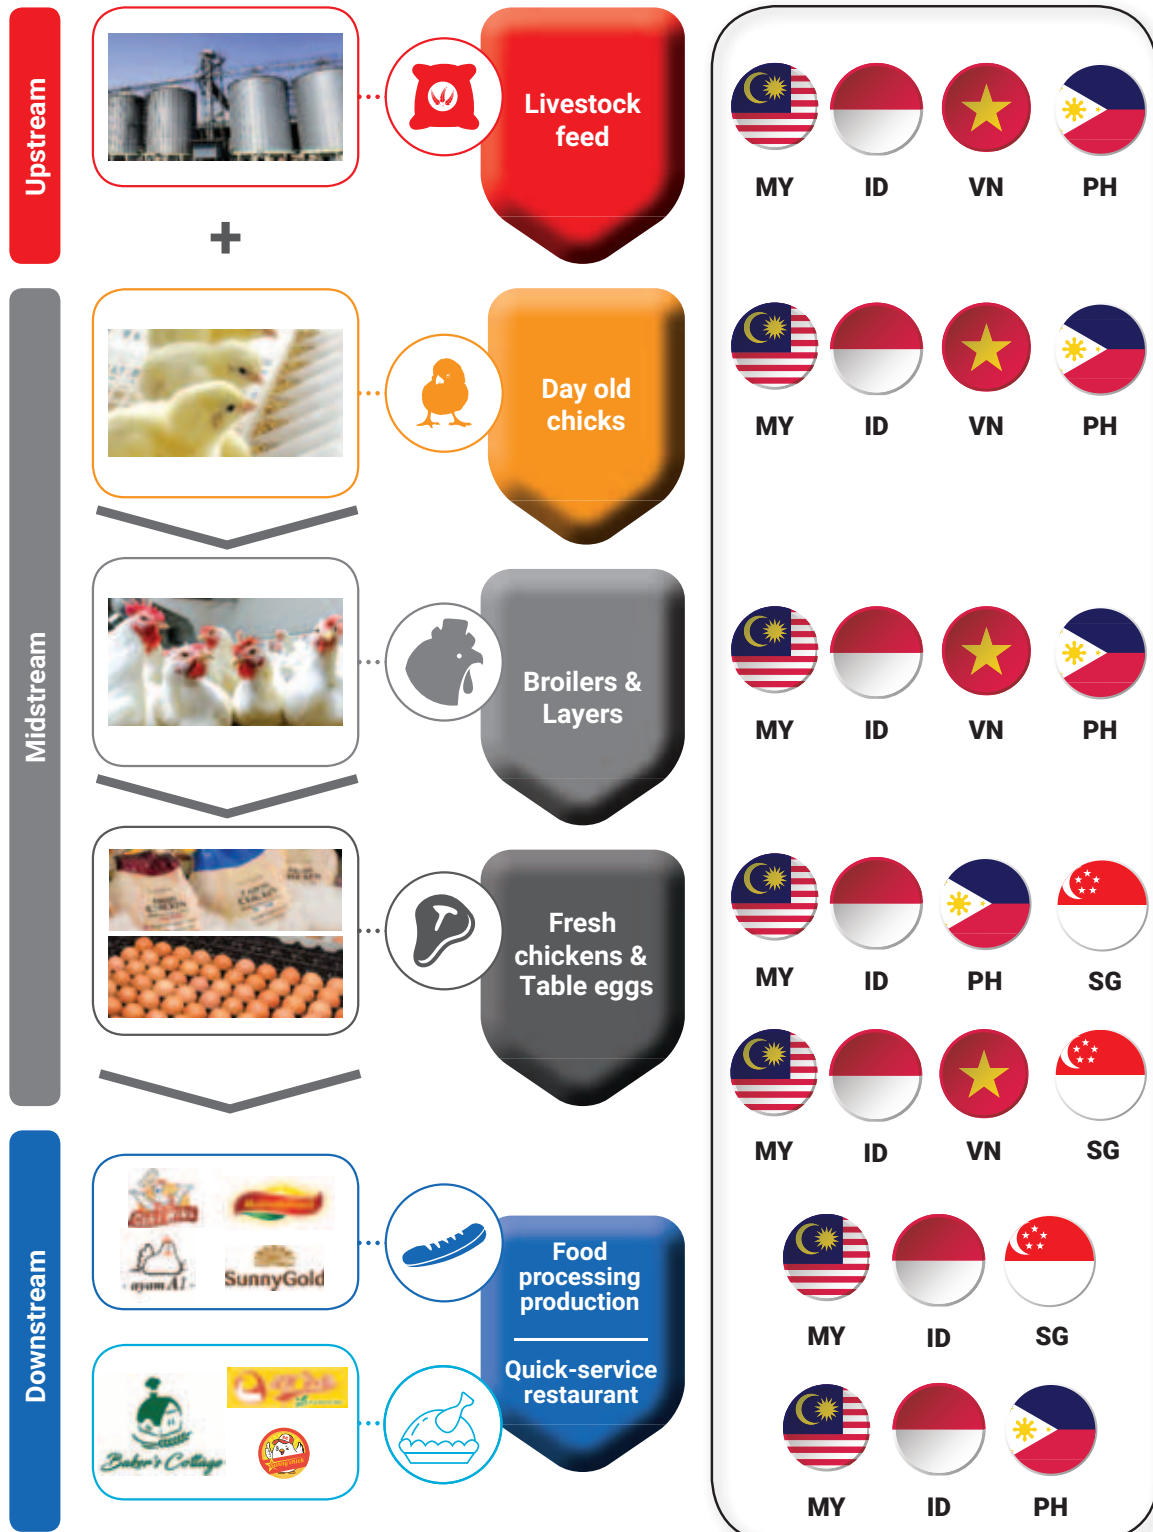 Upstream
Livestock
feed
MY ID VN PH
Midstream
Day old
chicks
MY ID VN PH
Broilers &
Layers
MY ID VN PH
Fresh
chickens &
Table eggs
MY ID PH SG
MY ID VN SG
Downstream
ayamA1
SunnyGold
Food
processing
production
MY ID SG
Baker's Cottage
Quick-service
restaurant
MY ID PH